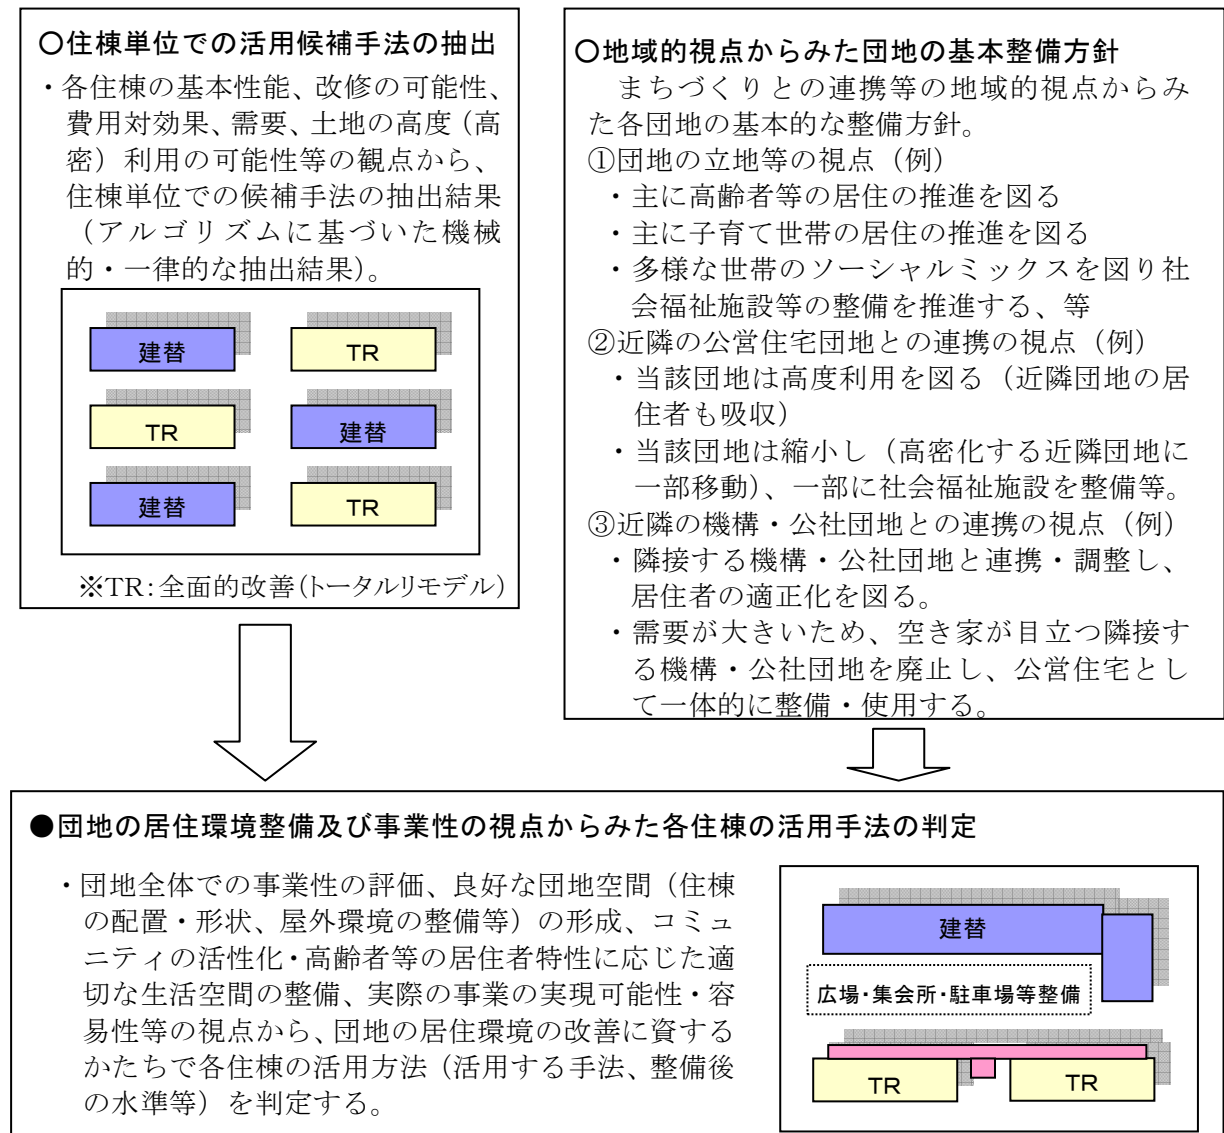 〇住棟単位での活用候補手法の抽出
・各住棟の基本性能、改修の可能性、
費用対効果、需要、土地の高度（高
密）利用の可能性等の観点から、
住棟単位での候補手法の抽出結果
（アルゴリズムに基づいた機械
的・一律的な抽出結果）。
建替
TR
TR
建替
建替
TR
※TR：全面的改善（トータルリモデル）
〇地域的視点からみた団地の基本整備方針
まちづくりとの連携等の地域的視点からみ
た各団地の基本的な整備方針。
①団地の立地等の視点（例）
・主に高齢者等の居住の推進を図る
・主に子育て世帯の居住の推進を図る
・多様な世帯のソーシャルミックスを図り社
会福祉施設等の整備を推進する、等
②近隣の公営住宅団地との連携の視点（例）
・当該団地は高度利用を図る（近隣団地の居
住者も吸収）
・当該団地は縮小し（高密化する近隣団地に
一部移動）、一部に社会福祉施設を整備等。
③近隣の機構・公社団地との連携の視点（例）
・隣接する機構・公社団地と連携・調整し、
居住者の適正化を図る。
・需要が大きいため、空き家が目立つ隣接す
る機構・公社団地を廃止し、公営住宅とし
て一体的に整備・使用する。
●団地の居住環境整備及び事業性の視点からみた各住棟の活用手法の判定
・団地全体での事業性の評価、良好な団地空間（住棟
の配置・形状、屋外環境の整備等）の形成、コミュ
ニティの活性化・高齢者等の居住者特性に応じた適
切な生活空間の整備、実際の事業の実現可能性・容
易性等の視点から、団地の居住環境の改善に資する
かたちで各住棟の活用方法（活用する手法、整備後
の水準等）を判定する。
建替
広場・集会所・駐車場等整備
TR
TR